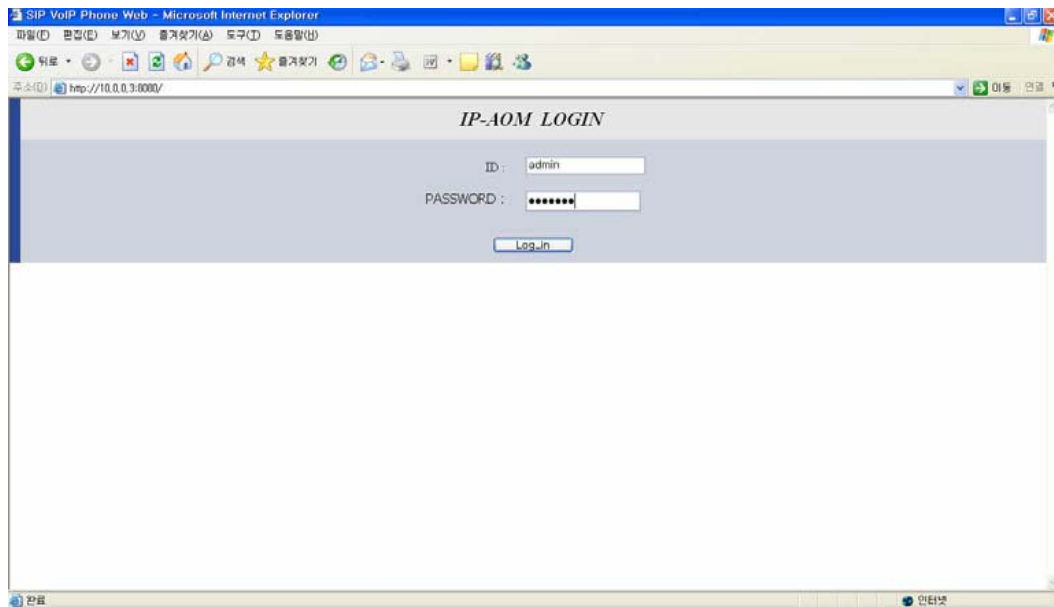 SIP VoIP Phone Web - Microsoft Internet Explorer
파일(F) 편집(E) 보기(V) 즐겨찾기(A) 도구(T) 도움말(H)
뒤로 검색 즐겨찾기
주소(D) http://10.0.0.3:8080/ 이동 연결
IP-AOM LOGIN
ID : admin
PASSWORD : •••••••
Log_in
완료 인터넷